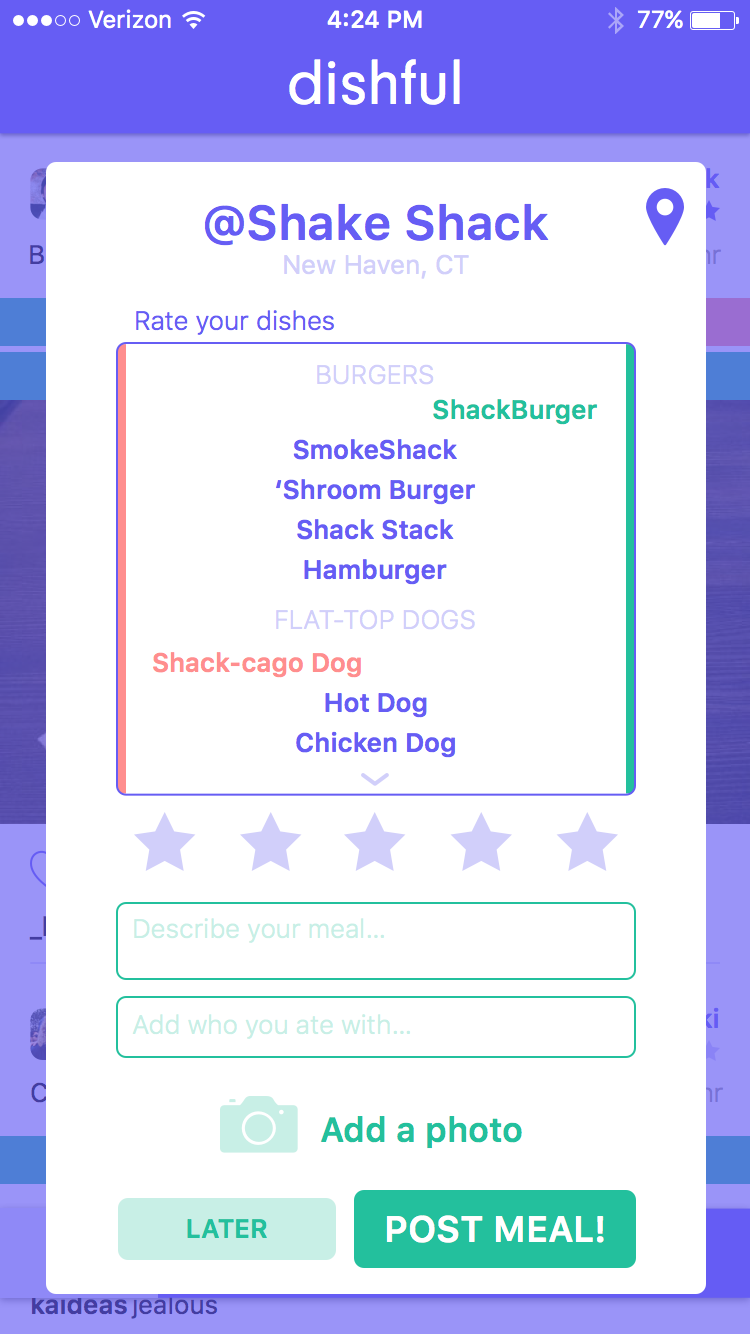 Verizon 4:24 PM 77%
dishful
@Shake Shack
New Haven, CT
Rate your dishes
BURGERS
ShackBurger
SmokeShack
‘Shroom Burger
Shack Stack
Hamburger
FLAT-TOP DOGS
Shack-cago Dog
Hot Dog
Chicken Dog
Describe your meal...
Add who you ate with...
Add a photo
LATER POST MEAL!
kaideas jealous